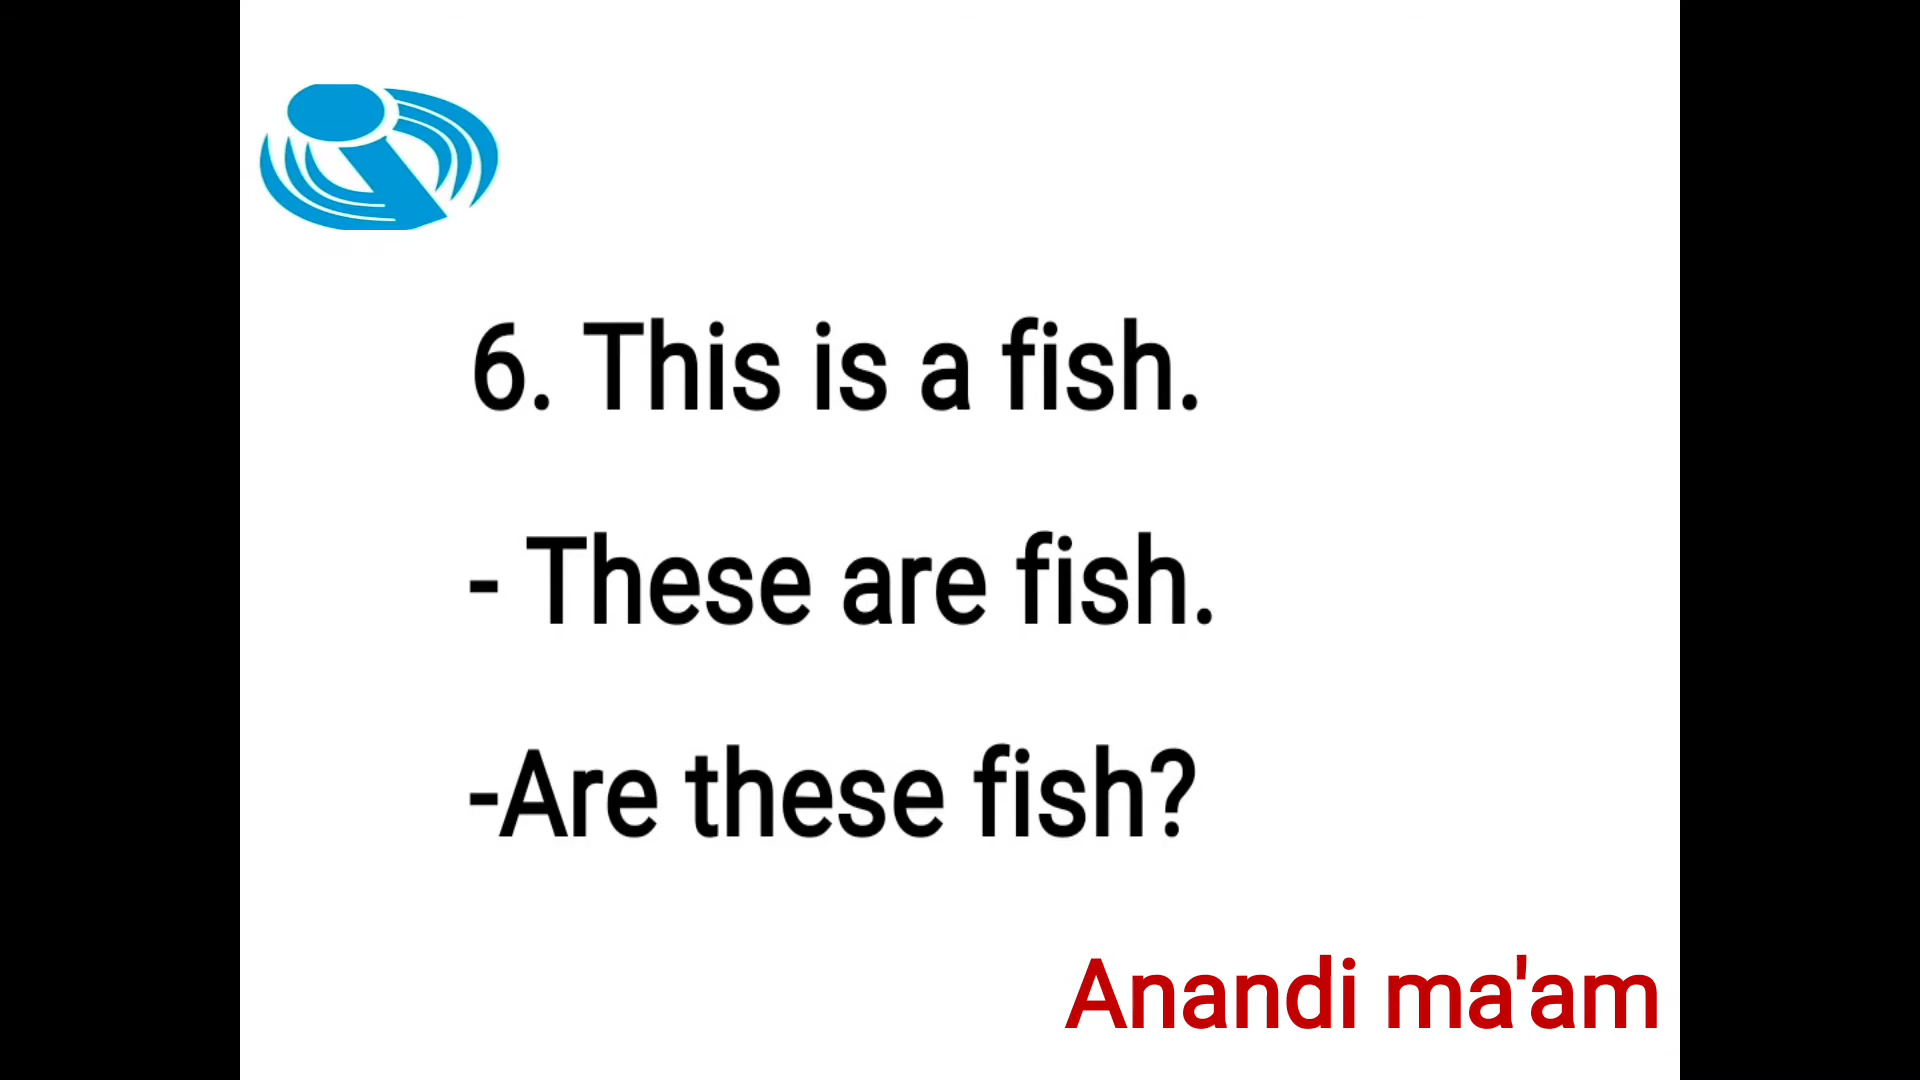 6. This is a fish.
- These are fish.
-Are these fish?
Anandi ma'am